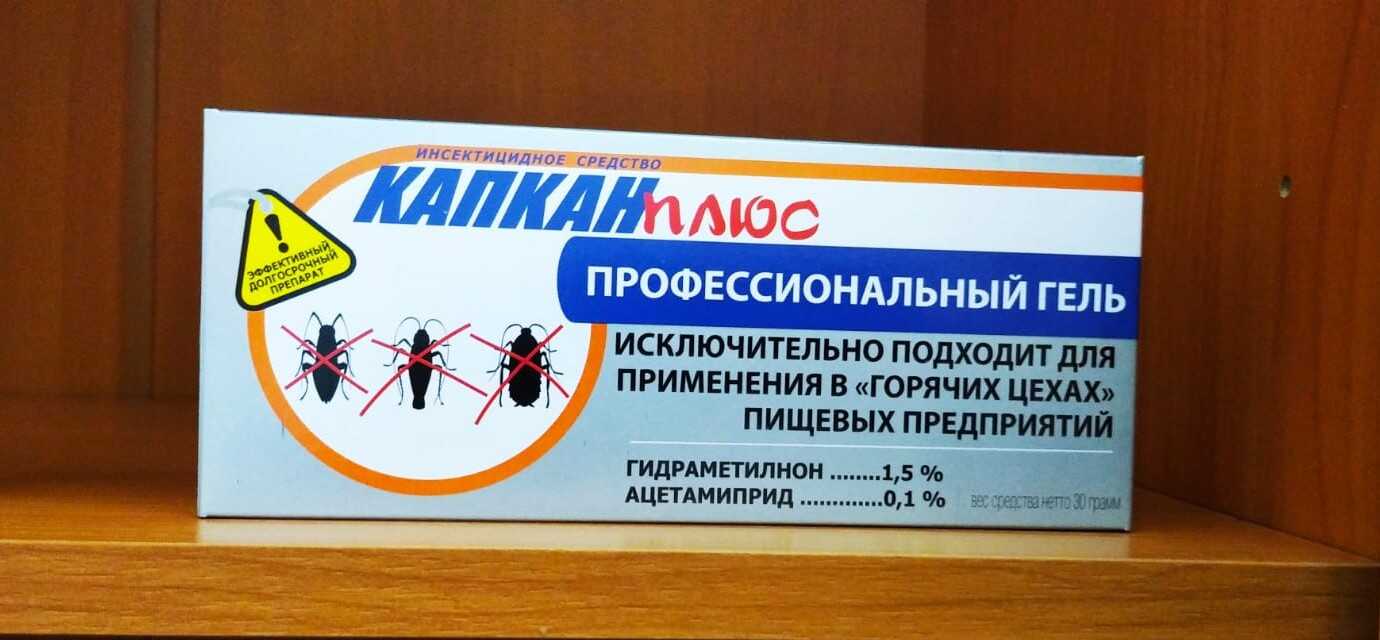 ИНСЕКТИЦИДНОЕ СРЕДСТВО
КАПКАН ПЛЮС
!
ЭФФЕКТИВНЫЙ
ДОЛГОСРОЧНЫЙ
ПРЕПАРАТ
ПРОФЕССИОНАЛЬНЫЙ ГЕЛЬ
ИСКЛЮЧИТЕЛЬНО ПОДХОДИТ ДЛЯ
ПРИМЕНЕНИЯ В «ГОРЯЧИХ ЦЕХАХ»
ПИЩЕВЫХ ПРЕДПРИЯТИЙ
ГИДРАМЕТИЛНОН ........1,5 %
АЦЕТАМИПРИД .............0,1 %
вес средства нетто 30 грамм